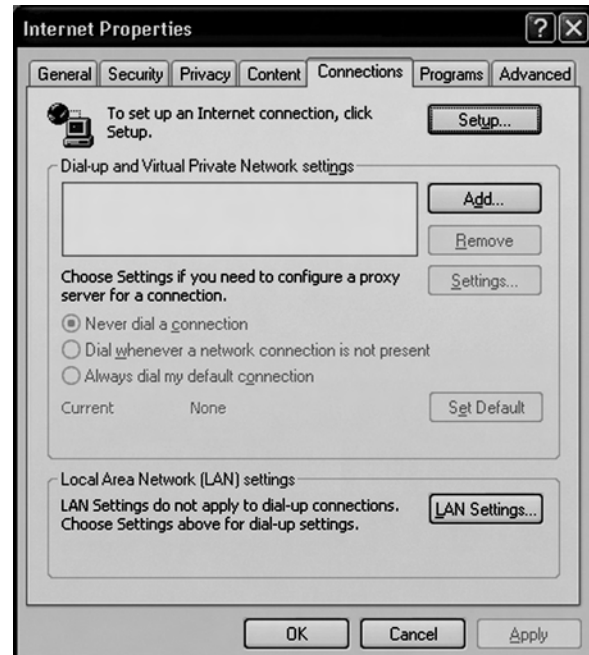 Internet Properties
General Security Privacy Content Connections Programs Advanced
To set up an Internet connection, click
Setup.
Setup...
Dial-up and Virtual Private Network settings
Add...
Remove
Choose Settings if you need to configure a proxy
server for a connection.
Settings...
Never dial a connection
Dial whenever a network connection is not present
Always dial my default connection
Current None
Set Default
Local Area Network (LAN) settings
LAN Settings do not apply to dial-up connections.
Choose Settings above for dial-up settings.
LAN Settings...
OK Cancel Apply